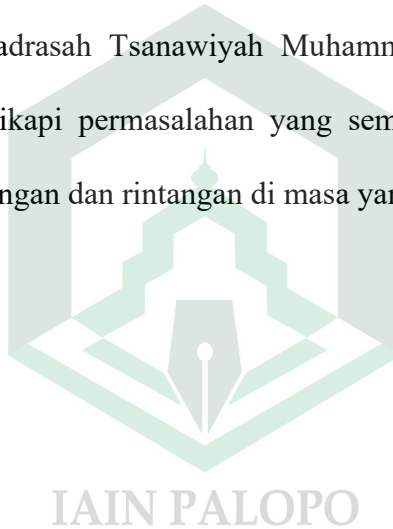 adrasah Tsanawiyah Muhamm
ikapi permasalahan yang sem
ngan dan rintangan di masa yan
IAIN PALOPO